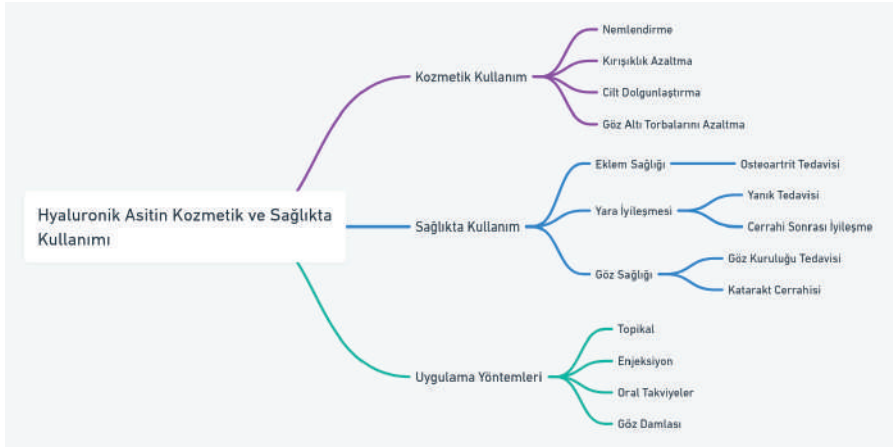 Hyaluronik Asitin Kozmetik ve Sağlıkta
Kullanımı
Kozmetik Kullanım
Nemlendirme
Kırışıklık Azaltma
Cilt Dolgunlaştırma
Göz Altı Torbalarını Azaltma
Sağlıkta Kullanım
Eklem Sağlığı
Osteoartrit Tedavisi
Yara İyileşmesi
Yanık Tedavisi
Cerrahi Sonrası İyileşme
Göz Sağlığı
Göz Kuruluğu Tedavisi
Katarakt Cerrahisi
Uygulama Yöntemleri
Topikal
Enjeksiyon
Oral Takviyeler
Göz Damlası